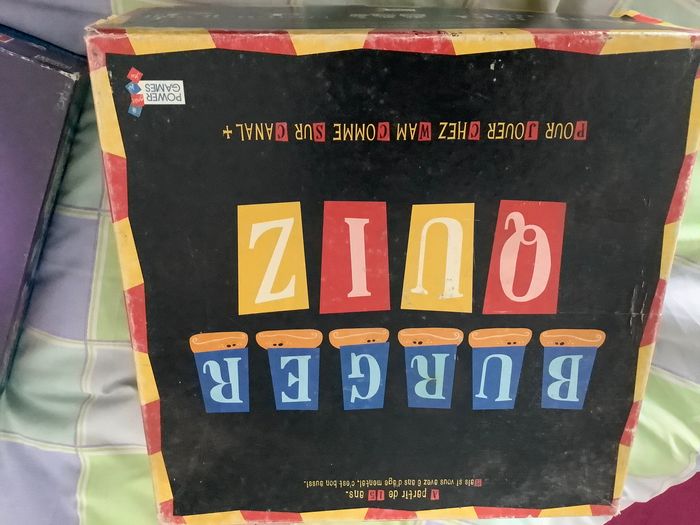 A partir de 15 ans.
Mais si vous avez 6 ans d'âge mental, c'est bon aussi.
BURGER
QUIZ
POUR JOUER CHEZ WAM COMME SUR CANAL+
POWER
GAMES